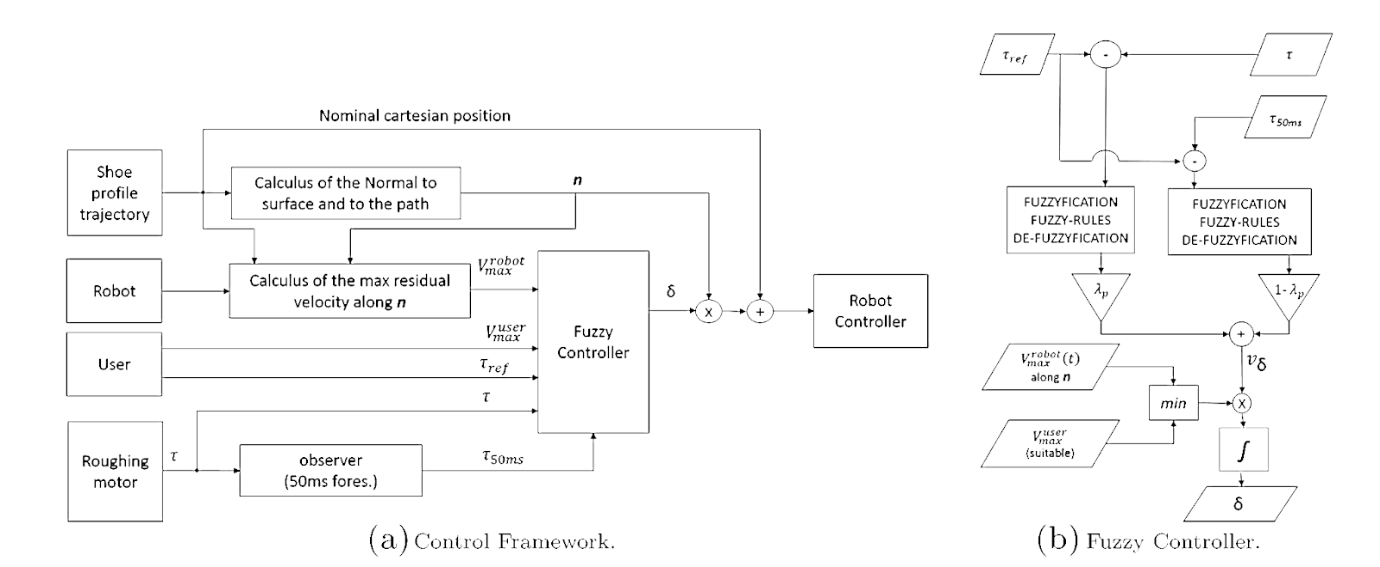 Nominal cartesian position
Shoe
profile
trajectory
Calculus of the Normal to
surface and to the path
n
Robot
Calculus of the max residual
velocity along n
V_max^robot
User
V_max^user
τ_ref
τ
Fuzzy
Controller
δ
x
+
Robot
Controller
Roughing
motor
τ
observer
(50ms fores.)
τ_50ms
(a) Control Framework.
τ_ref
-
τ
τ_50ms
-
FUZZYFICATION
FUZZY-RULES
DE-FUZZYFICATION
FUZZYFICATION
FUZZY-RULES
DE-FUZZYFICATION
λ_p
1- λ_p
+
V_max^robot(t)
along n
v_δ
min
x
V_max^user
(suitable)
∫
δ
(b) Fuzzy Controller.